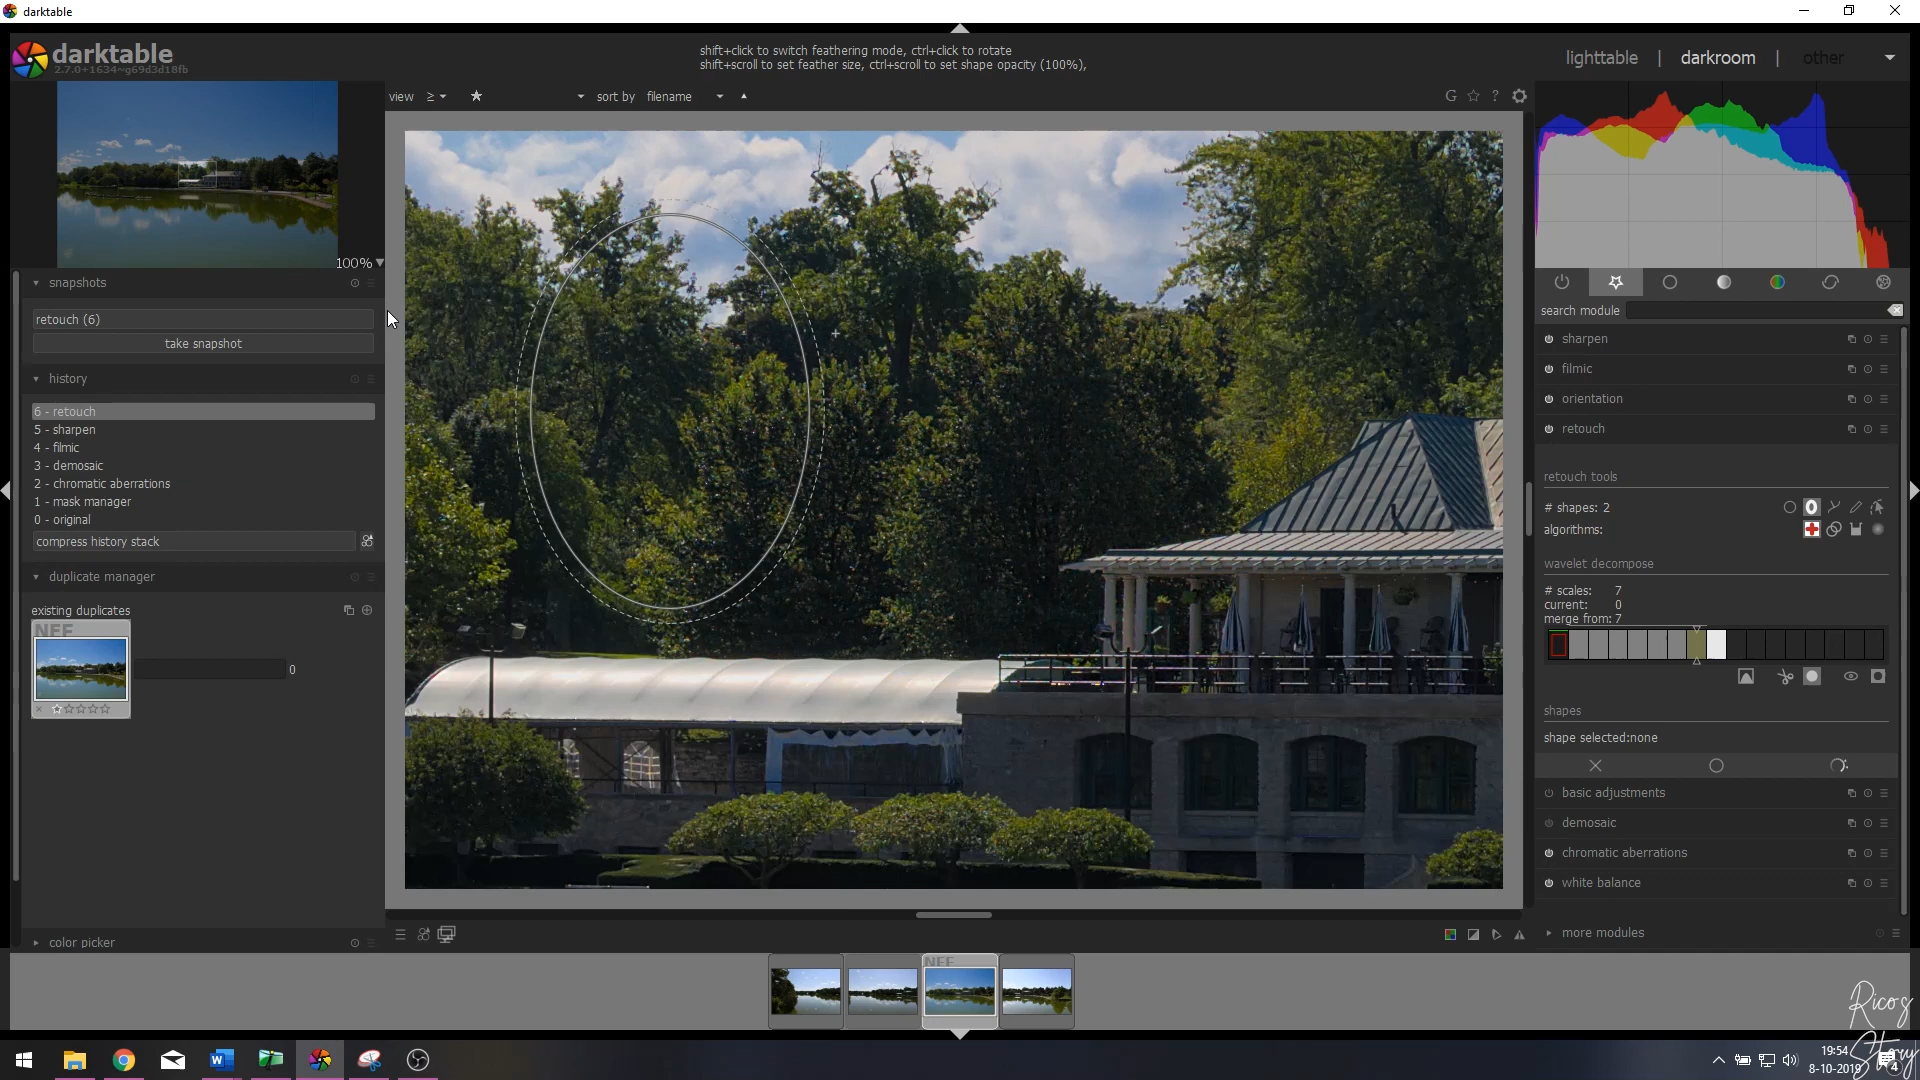 darktable
darktable
2.7.0+1634~g69d3d18fb
shift+click to switch feathering mode, ctrl+click to rotate
shift+scroll to set feather size, ctrl+scroll to set shape opacity (100%),
lighttable | darkroom | other
view ≥ ★ sort by filename
G ☆ ?
100%
snapshots
retouch (6)
take snapshot
history
6 - retouch
5 - sharpen
4 - filmic
3 - demosaic
2 - chromatic aberrations
1 - mask manager
0 - original
compress history stack
duplicate manager
existing duplicates
NEF
0
color picker
search module
sharpen
filmic
orientation
retouch
retouch tools
# shapes: 2
algorithms:
wavelet decompose
# scales: 7
current: 0
merge from: 7
shapes
shape selected:none
basic adjustments
demosaic
chromatic aberrations
white balance
more modules
NEF
Rico's
Story
19:54
8-10-2019
4